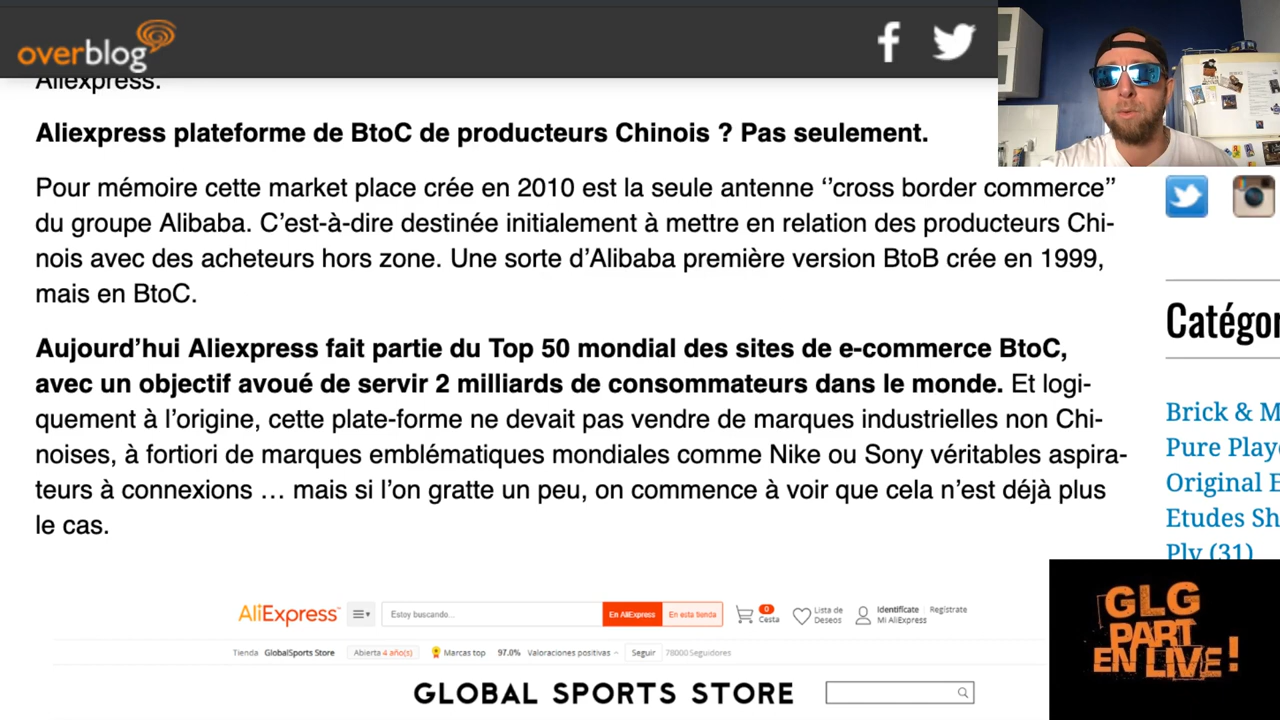 overblog
Aliexpress.
Aliexpress plateforme de BtoC de producteurs Chinois ? Pas seulement.
Pour mémoire cette market place crée en 2010 est la seule antenne ‘’cross border commerce’’
du groupe Alibaba. C’est-à-dire destinée initialement à mettre en relation des producteurs Chi-
nois avec des acheteurs hors zone. Une sorte d’Alibaba première version BtoB crée en 1999,
mais en BtoC.
Aujourd’hui Aliexpress fait partie du Top 50 mondial des sites de e-commerce BtoC,
avec un objectif avoué de servir 2 milliards de consommateurs dans le monde. Et logi-
quement à l’origine, cette plate-forme ne devait pas vendre de marques industrielles non Chi-
noises, à fortiori de marques emblématiques mondiales comme Nike ou Sony véritables aspira-
teurs à connexions … mais si l’on gratte un peu, on commence à voir que cela n’est déjà plus
le cas.
Catégor
Brick & M
Pure Playe
Original E
Etudes Sh
Plv (31)
AliExpress™ Estoy buscando... En AliExpress En esta tienda 0 Cesta Lista de Deseos Identifícate | Regístrate Mi AliExpress
Tienda GlobalSports Store Abierta 4 año(s) Marcas top 97.0% Valoraciones positivas Seguir 78000 Seguidores
GLOBAL SPORTS STORE
GLG
PART
EN LIVE !